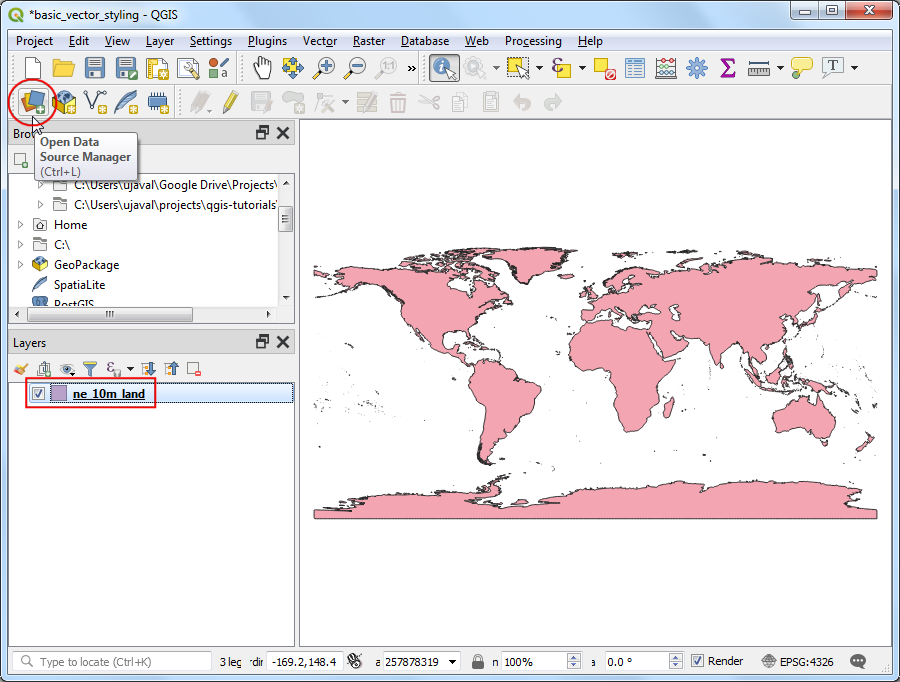 *basic_vector_styling - QGIS
Project Edit View Layer Settings Plugins Vector Raster Database Web Processing Help
1:1
»
T
Bro
Open Data
Source Manager
(Ctrl+L)
C:\Users\ujaval\Google Drive\Projects\
C:\Users\ujaval\projects\qgis-tutorials\
Home
C:\
GeoPackage
SpatiaLite
PostGIS
Layers
ne_10m_land
Type to locate (Ctrl+K)
3 leg rdir -169.2,148.4 a 257878319 n 100% a 0.0 ° Render EPSG:4326